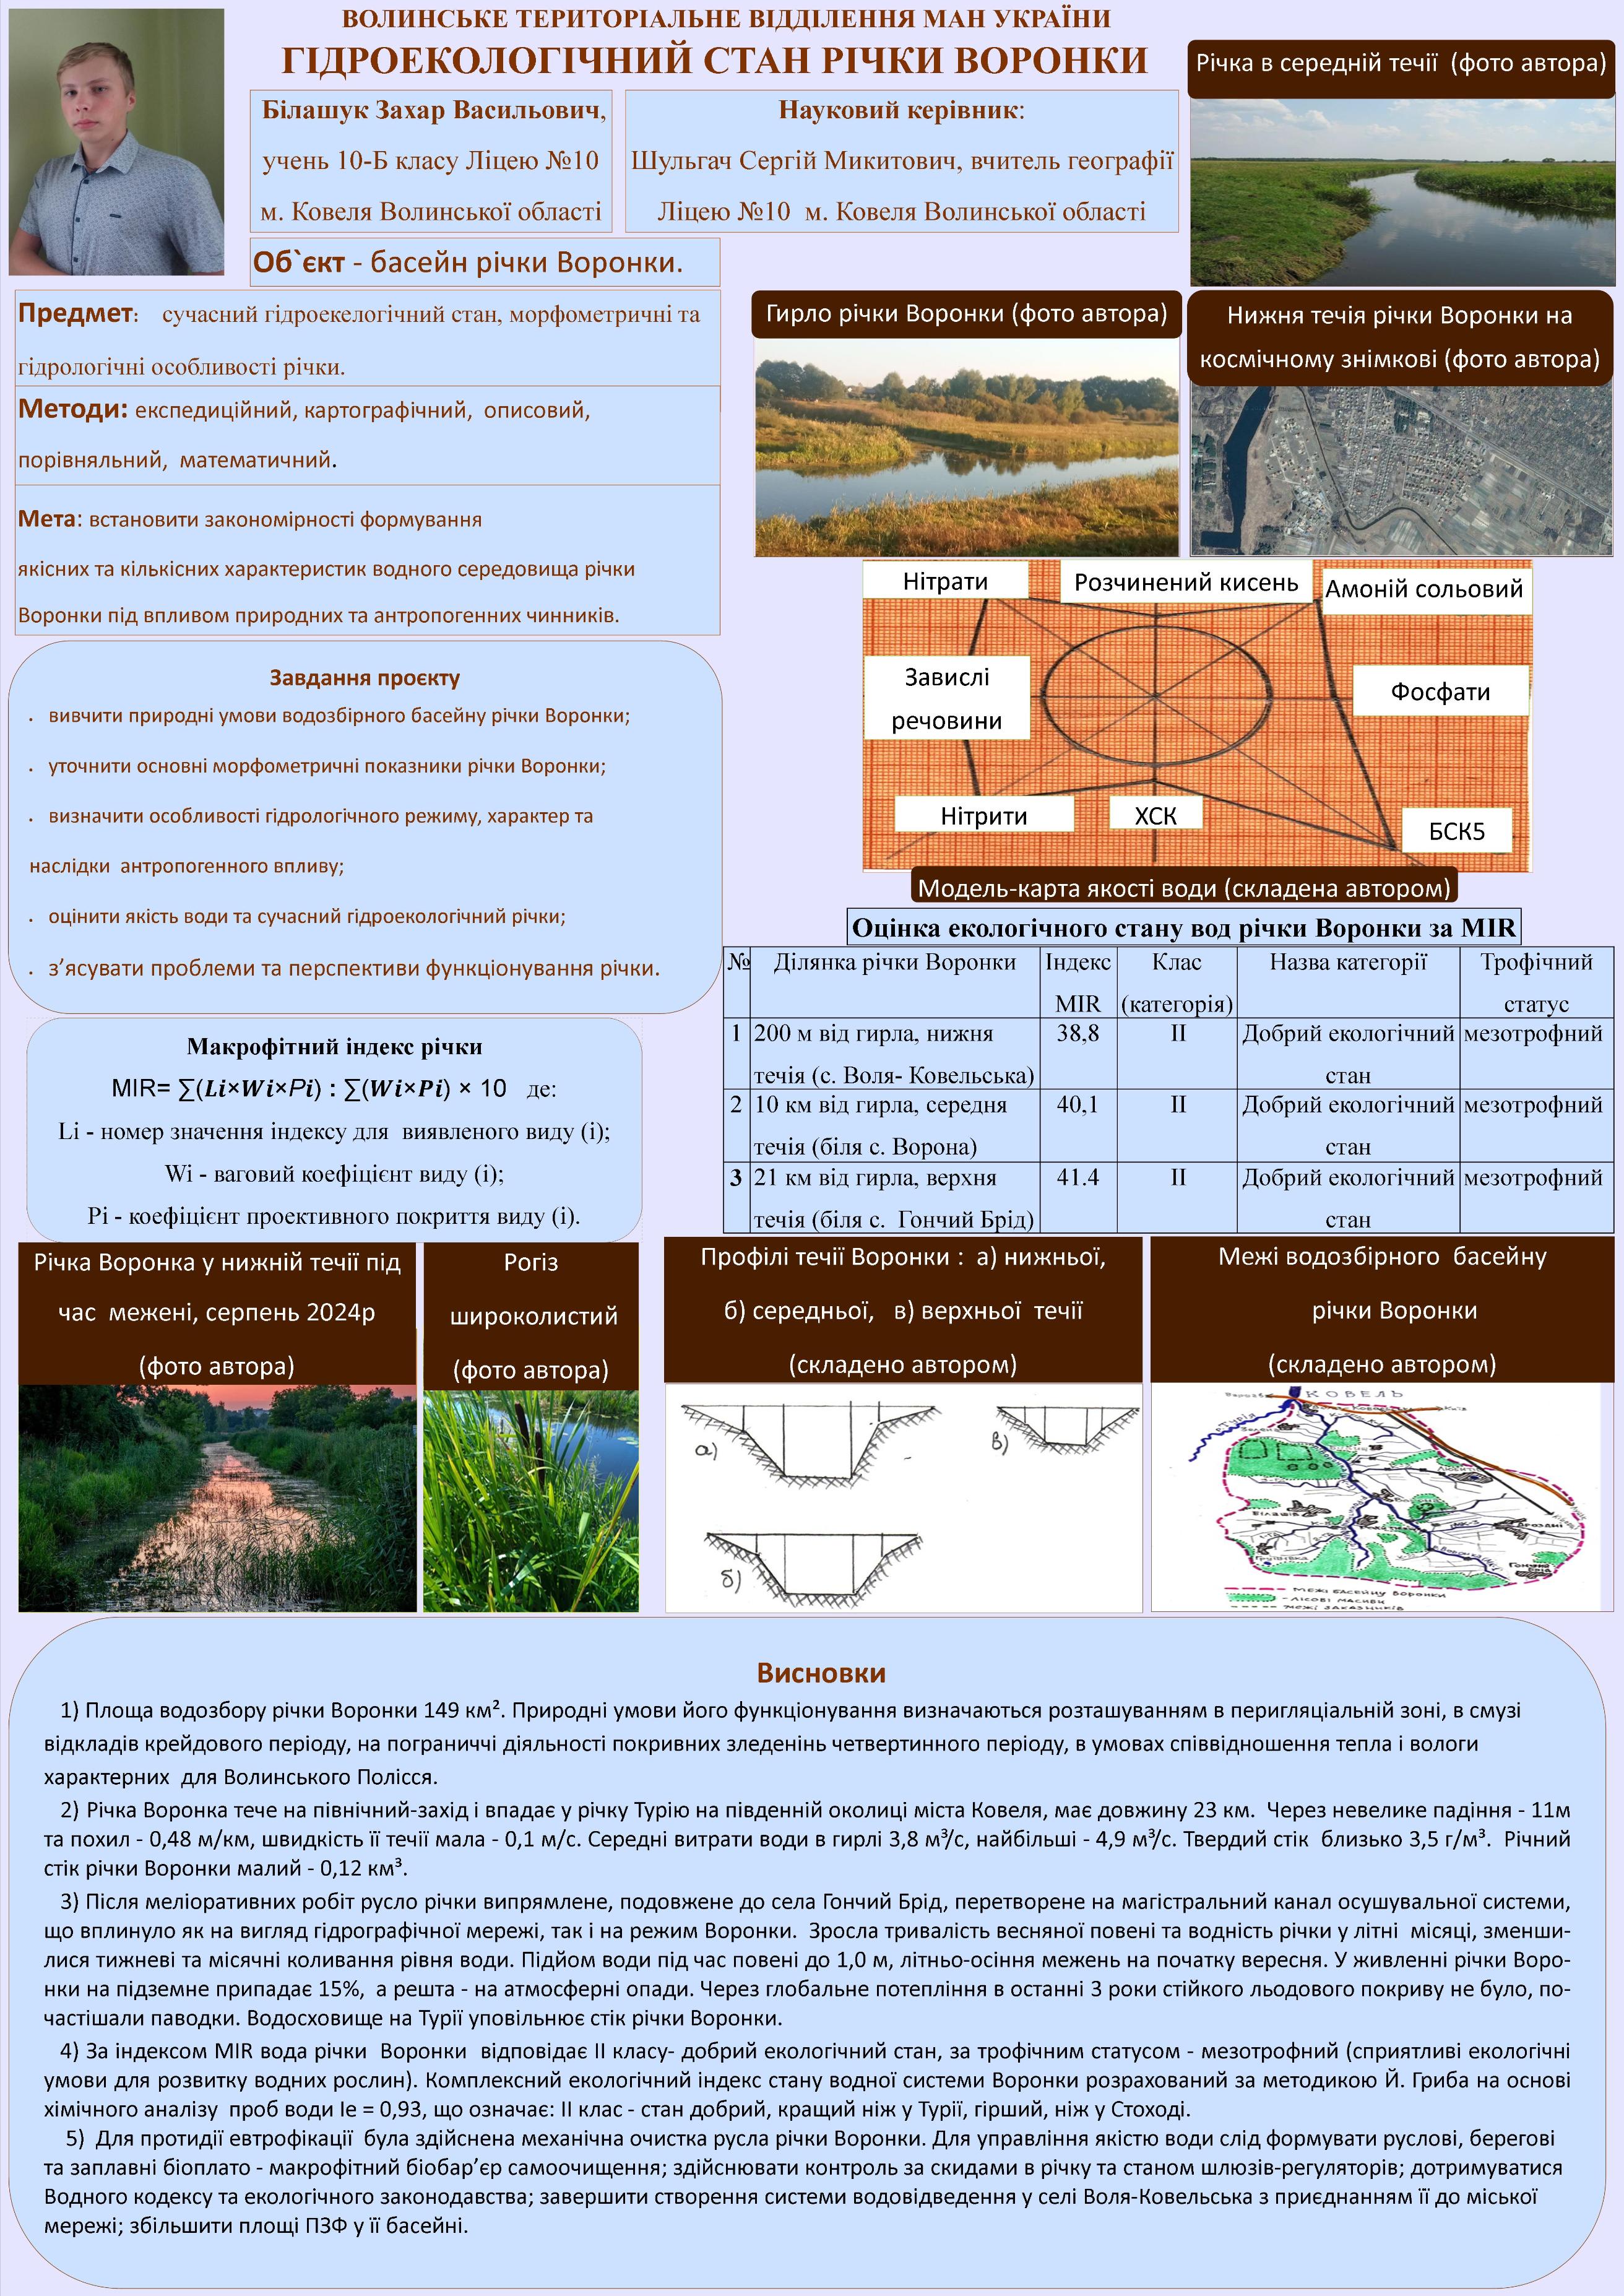 ВОЛИНСЬКЕ ТЕРИТОРІАЛЬНЕ ВІДДІЛЕННЯ МАН УКРАЇНИ
ГІДРОЕКОЛОГІЧНИЙ СТАН РІЧКИ ВОРОНКИ
Білашук Захар Васильович,
учень 10-Б класу Ліцею №10
м. Ковеля Волинської області
Науковий керівник:
Шульгач Сергій Микитович, вчитель географії
Ліцею №10 м. Ковеля Волинської області
Річка в середній течії (фото автора)
Об`єкт - басейн річки Воронки.
Предмет: сучасний гідроекелогічний стан, морфометричні та
гідрологічні особливості річки.
Методи: експедиційний, картографічний, описовий,
порівняльний, математичний.
Мета: встановити закономірності формування
якісних та кількісних характеристик водного середовища річки
Воронки під впливом природних та антропогенних чинників.
Гирло річки Воронки (фото автора)
Нижня течія річки Воронки на
космічному знімкові (фото автора)
Завдання проєкту
• вивчити природні умови водозбірного басейну річки Воронки;
• уточнити основні морфометричні показники річки Воронки;
• визначити особливості гідрологічного режиму, характер та
наслідки антропогенного впливу;
• оцінити якість води та сучасний гідроекологічний річки;
• з’ясувати проблеми та перспективи функціонування річки.
Нітрати
Розчинений кисень
Амоній сольовий
Завислі
речовини
Фосфати
Нітрити
ХСК
БСК5
Модель-карта якості води (складена автором)
Оцінка екологічного стану вод річки Воронки за MIR
№ Ділянка річки Воронки Індекс Клас Назва категорії Трофічний
MIR (категорія) статус
1 200 м від гирла, нижня 38,8 II Добрий екологічний мезотрофний
течія (с. Воля- Ковельська) стан
2 10 км від гирла, середня 40,1 II Добрий екологічний мезотрофний
течія (біля с. Ворона) стан
3 21 км від гирла, верхня 41.4 II Добрий екологічний мезотрофний
течія (біля с. Гончий Брід) стан
Макрофітний індекс річки
MIR= ∑(Li×Wi×Pi) : ∑(Wi×Pi) × 10 де:
Li - номер значення індексу для виявленого виду (і);
Wi - ваговий коефіцієнт виду (і);
Pi - коефіцієнт проективного покриття виду (і).
Річка Воронка у нижній течії під
час межені, серпень 2024р
(фото автора)
Рогіз
широколистий
(фото автора)
Профілі течії Воронки : а) нижньої,
б) середньої, в) верхньої течії
(складено автором)
Межі водозбірного басейну
річки Воронки
(складено автором)
а)
в)
б)
КОВЕЛЬ
МЕЖІ БАСЕЙНУ ВОРОНКИ
- ЛІСОВІ МАСИВИ
МЕЖІ ЗАКАЗНИКІВ
Висновки
1) Площа водозбору річки Воронки 149 км². Природні умови його функціонування визначаються розташуванням в перигляціальній зоні, в смузі
відкладів крейдового періоду, на пограниччі діяльності покривних зледенінь четвертинного періоду, в умовах співвідношення тепла і вологи
характерних для Волинського Полісся.
2) Річка Воронка тече на північний-захід і впадає у річку Турію на південній околиці міста Ковеля, має довжину 23 км. Через невелике падіння - 11м
та похил - 0,48 м/км, швидкість її течії мала - 0,1 м/с. Середні витрати води в гирлі 3,8 м³/с, найбільші - 4,9 м³/с. Твердий стік близько 3,5 г/м³. Річний
стік річки Воронки малий - 0,12 км³.
3) Після меліоративних робіт русло річки випрямлене, подовжене до села Гончий Брід, перетворене на магістральний канал осушувальної системи,
що вплинуло як на вигляд гідрографічної мережі, так і на режим Воронки. Зросла тривалість весняної повені та водність річки у літні місяці, зменши-
лися тижневі та місячні коливання рівня води. Підйом води під час повені до 1,0 м, літньо-осіння межень на початку вересня. У живленні річки Воро-
нки на підземне припадає 15%, а решта - на атмосферні опади. Через глобальне потепління в останні 3 роки стійкого льодового покриву не було, по-
частішали паводки. Водосховище на Турії уповільнює стік річки Воронки.
4) За індексом MIR вода річки Воронки відповідає II класу- добрий екологічний стан, за трофічним статусом - мезотрофний (сприятливі екологічні
умови для розвитку водних рослин). Комплексний екологічний індекс стану водної системи Воронки розрахований за методикою Й. Гриба на основі
хімічного аналізу проб води Іе = 0,93, що означає: II клас - стан добрий, кращий ніж у Турії, гірший, ніж у Стоході.
5) Для протидії евтрофікації була здійснена механічна очистка русла річки Воронки. Для управління якістю води слід формувати руслові, берегові
та заплавні біоплато - макрофітний біобар’єр самоочищення; здійснювати контроль за скидами в річку та станом шлюзів-регуляторів; дотримуватися
Водного кодексу та екологічного законодавства; завершити створення системи водовідведення у селі Воля-Ковельська з приєднанням її до міської
мережі; збільшити площі ПЗФ у її басейні.